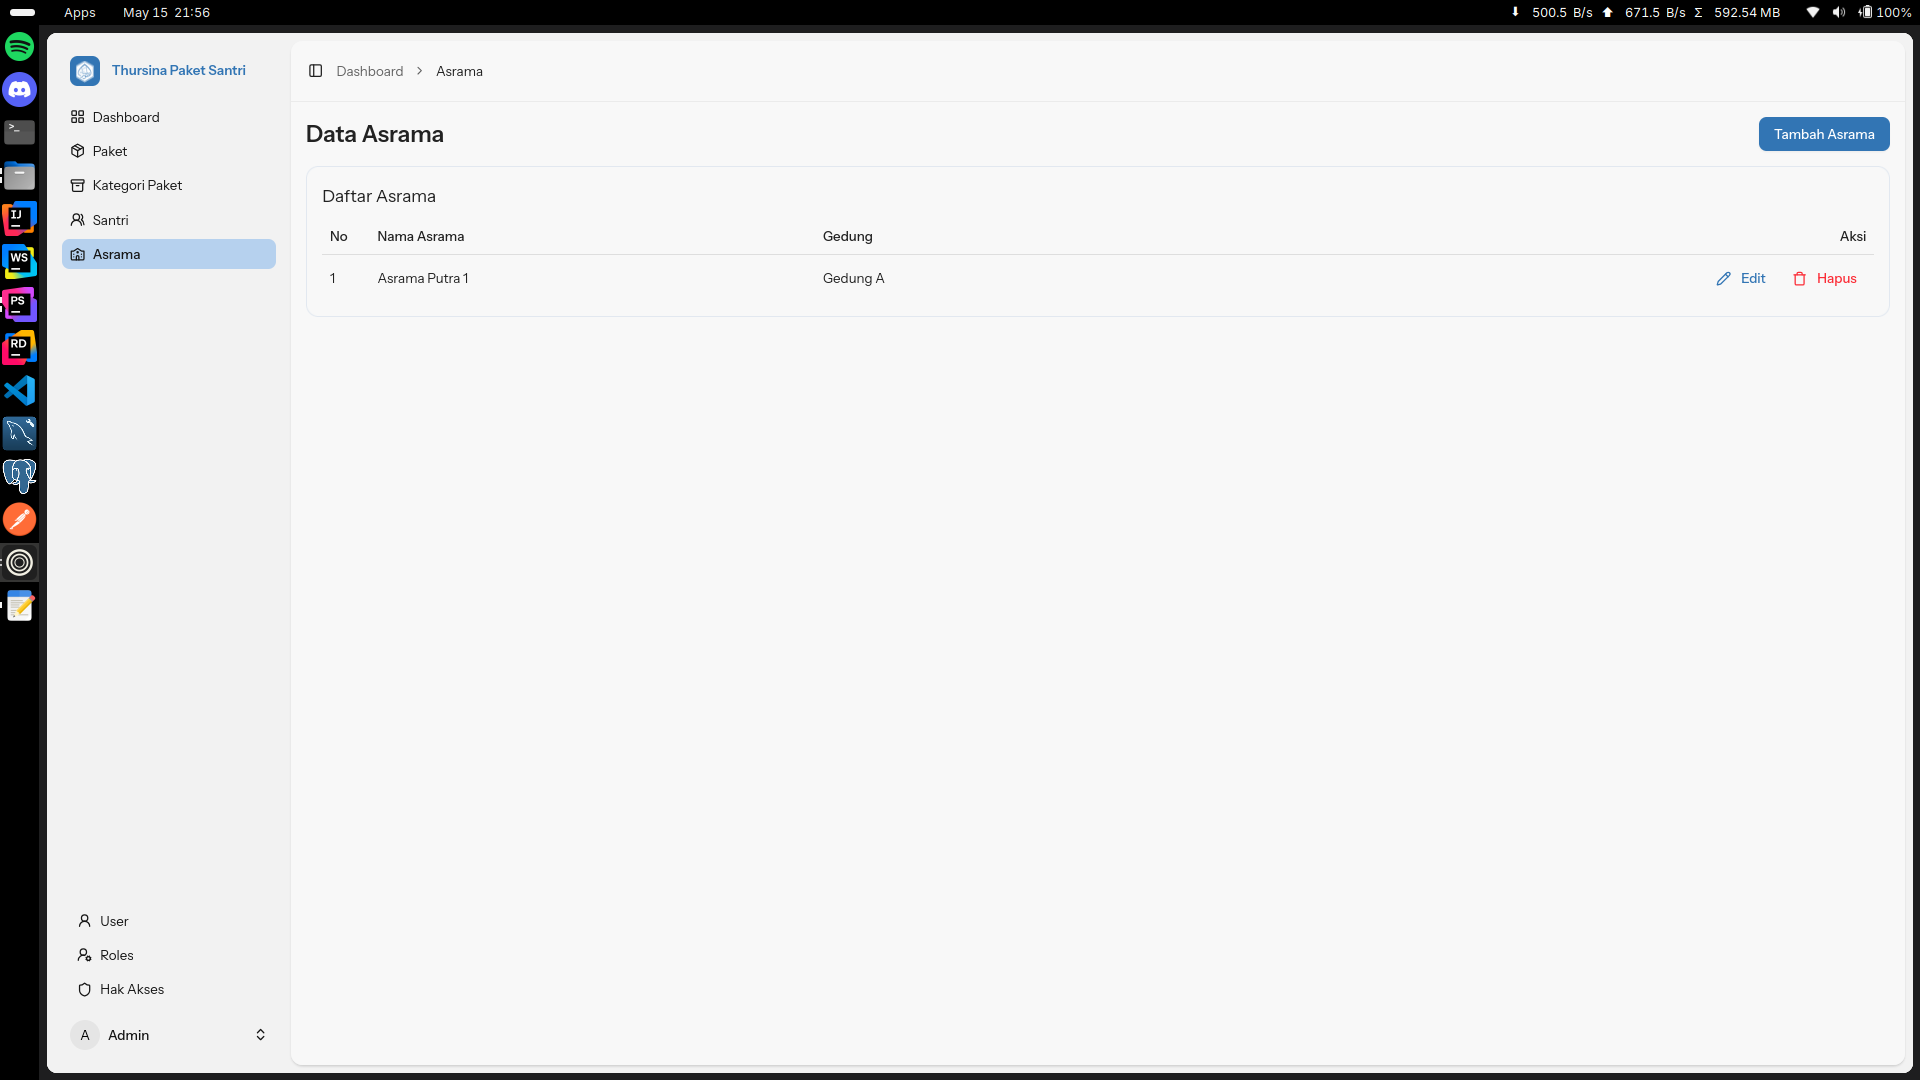 Apps May 15 21:56 500.5 B/s 671.5 B/s Σ 592.54 MB 100%
Thursina Paket Santri
Dashboard
Paket
Kategori Paket
Santri
Asrama
User
Roles
Hak Akses
A Admin
Dashboard > Asrama
Data Asrama
Tambah Asrama
Daftar Asrama
No Nama Asrama Gedung Aksi
1 Asrama Putra 1 Gedung A Edit Hapus
>_
IJ
WS
PS
RD